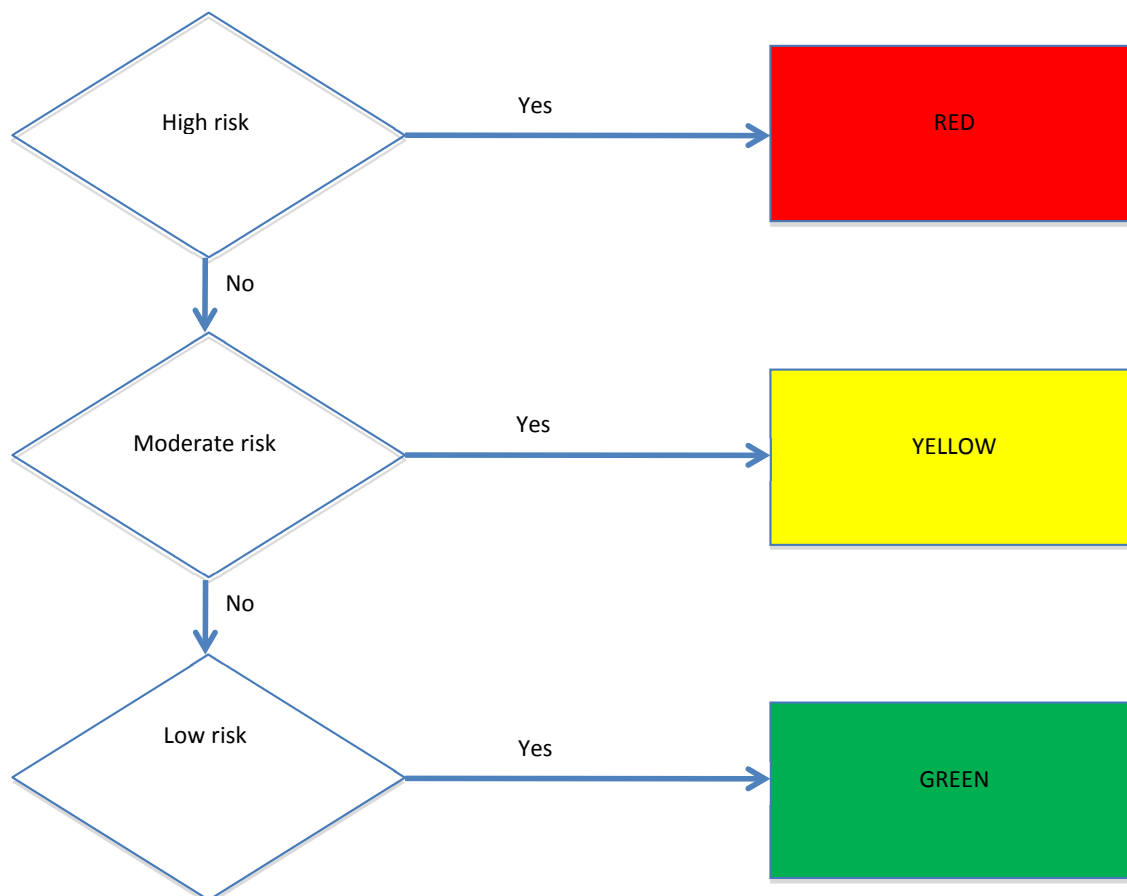 High risk
Yes
RED
No
Moderate risk
Yes
YELLOW
No
Low risk
Yes
GREEN